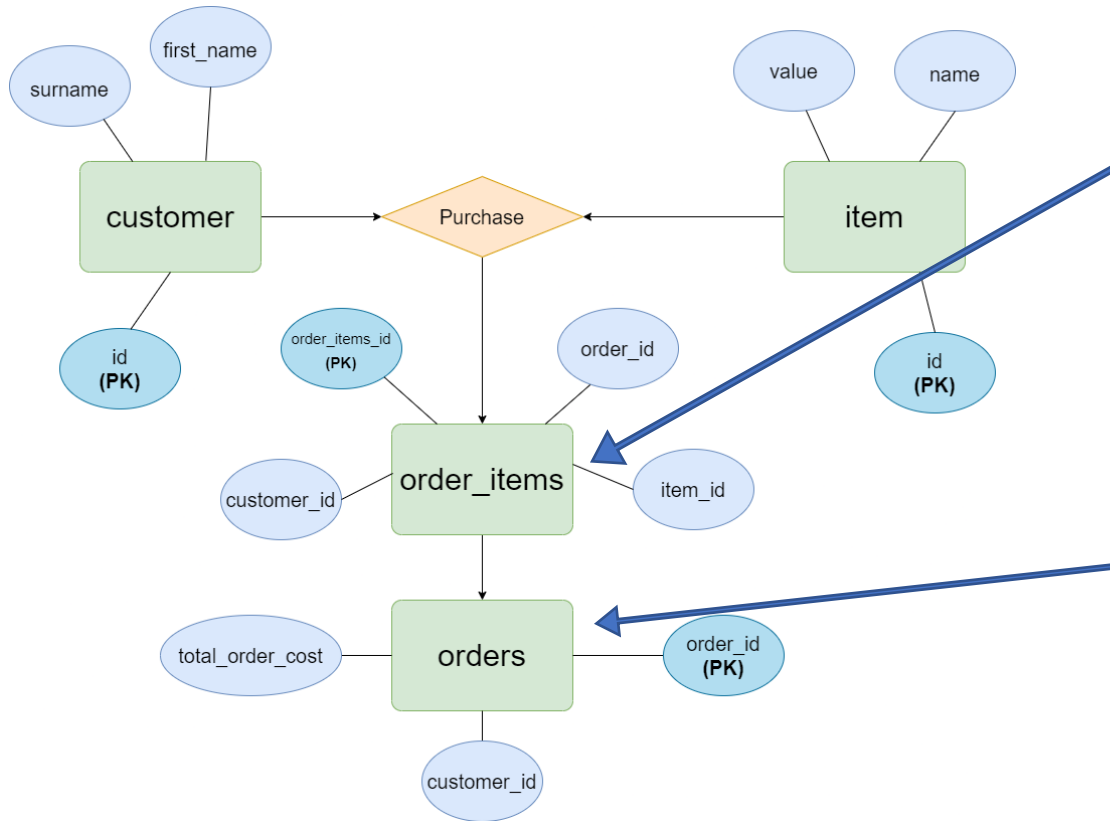 first_name
surname
value
name
customer
Purchase
item
id
(PK)
order_items_id
(PK)
order_id
id
(PK)
order_items
customer_id
item_id
total_order_cost
orders
order_id
(PK)
customer_id